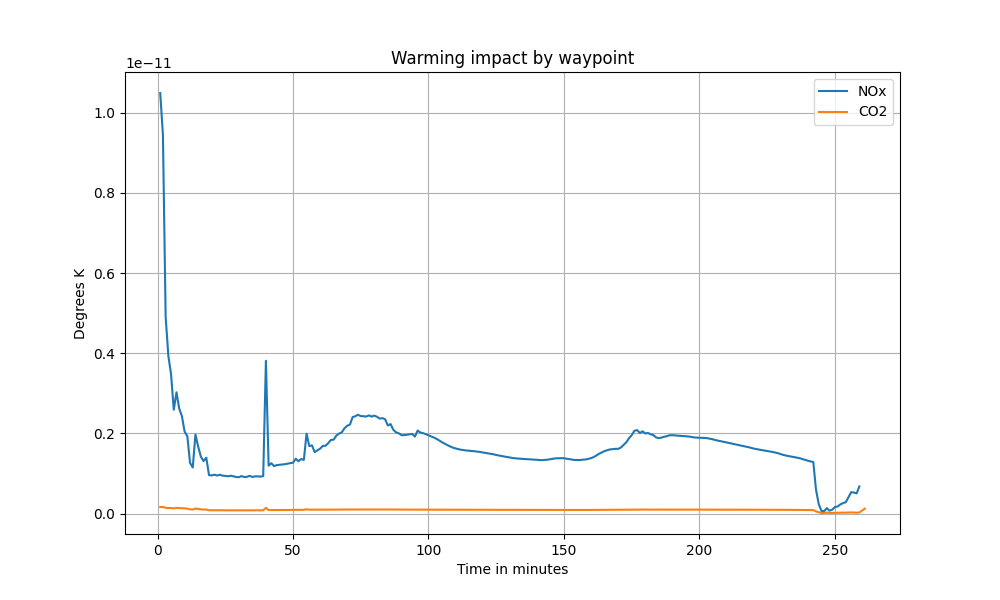 Warming impact by waypoint
1e−11
NOx
CO2
1.0
0.8
0.6
0.4
0.2
0.0
Degrees K
0 50 100 150 200 250
Time in minutes